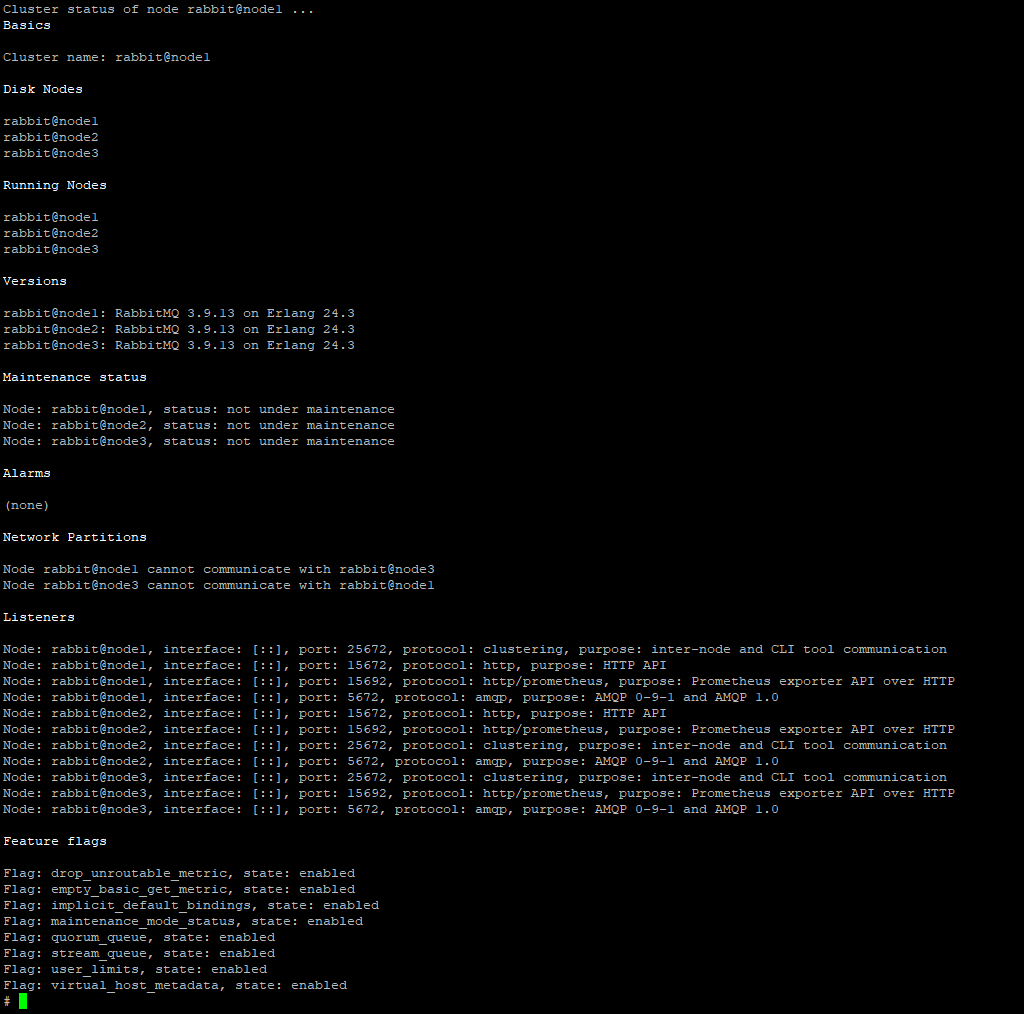 Cluster status of node rabbit@node1 ...
Basics
Cluster name: rabbit@node1
Disk Nodes
rabbit@node1
rabbit@node2
rabbit@node3
Running Nodes
rabbit@node1
rabbit@node2
rabbit@node3
Versions
rabbit@node1: RabbitMQ 3.9.13 on Erlang 24.3
rabbit@node2: RabbitMQ 3.9.13 on Erlang 24.3
rabbit@node3: RabbitMQ 3.9.13 on Erlang 24.3
Maintenance status
Node: rabbit@node1, status: not under maintenance
Node: rabbit@node2, status: not under maintenance
Node: rabbit@node3, status: not under maintenance
Alarms
(none)
Network Partitions
Node rabbit@node1 cannot communicate with rabbit@node3
Node rabbit@node3 cannot communicate with rabbit@node1
Listeners
Node: rabbit@node1, interface: [::], port: 25672, protocol: clustering, purpose: inter-node and CLI tool communication
Node: rabbit@node1, interface: [::], port: 15672, protocol: http, purpose: HTTP API
Node: rabbit@node1, interface: [::], port: 15692, protocol: http/prometheus, purpose: Prometheus exporter API over HTTP
Node: rabbit@node1, interface: [::], port: 5672, protocol: amqp, purpose: AMQP 0-9-1 and AMQP 1.0
Node: rabbit@node2, interface: [::], port: 15672, protocol: http, purpose: HTTP API
Node: rabbit@node2, interface: [::], port: 15692, protocol: http/prometheus, purpose: Prometheus exporter API over HTTP
Node: rabbit@node2, interface: [::], port: 25672, protocol: clustering, purpose: inter-node and CLI tool communication
Node: rabbit@node2, interface: [::], port: 5672, protocol: amqp, purpose: AMQP 0-9-1 and AMQP 1.0
Node: rabbit@node3, interface: [::], port: 25672, protocol: clustering, purpose: inter-node and CLI tool communication
Node: rabbit@node3, interface: [::], port: 15692, protocol: http/prometheus, purpose: Prometheus exporter API over HTTP
Node: rabbit@node3, interface: [::], port: 5672, protocol: amqp, purpose: AMQP 0-9-1 and AMQP 1.0
Feature flags
Flag: drop_unroutable_metric, state: enabled
Flag: empty_basic_get_metric, state: enabled
Flag: implicit_default_bindings, state: enabled
Flag: maintenance_mode_status, state: enabled
Flag: quorum_queue, state: enabled
Flag: stream_queue, state: enabled
Flag: user_limits, state: enabled
Flag: virtual_host_metadata, state: enabled
#